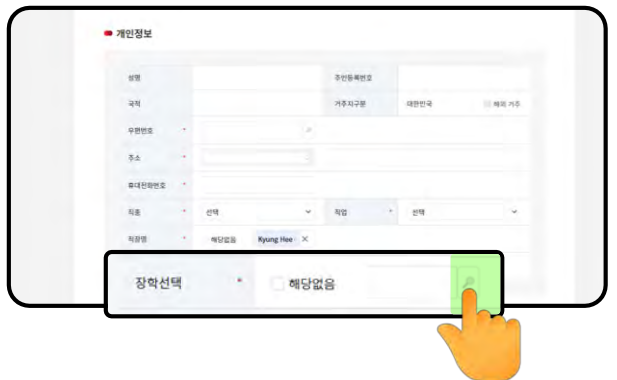 개인정보
성명 주민등록번호
국적 거주지구분 대한민국 해외 거주
우편번호 *
주소 *
휴대전화번호 *
직종 * 선택 직업 * 선택
직장명 * 해당없음 Kyung Hee ×
장학선택 * 해당없음